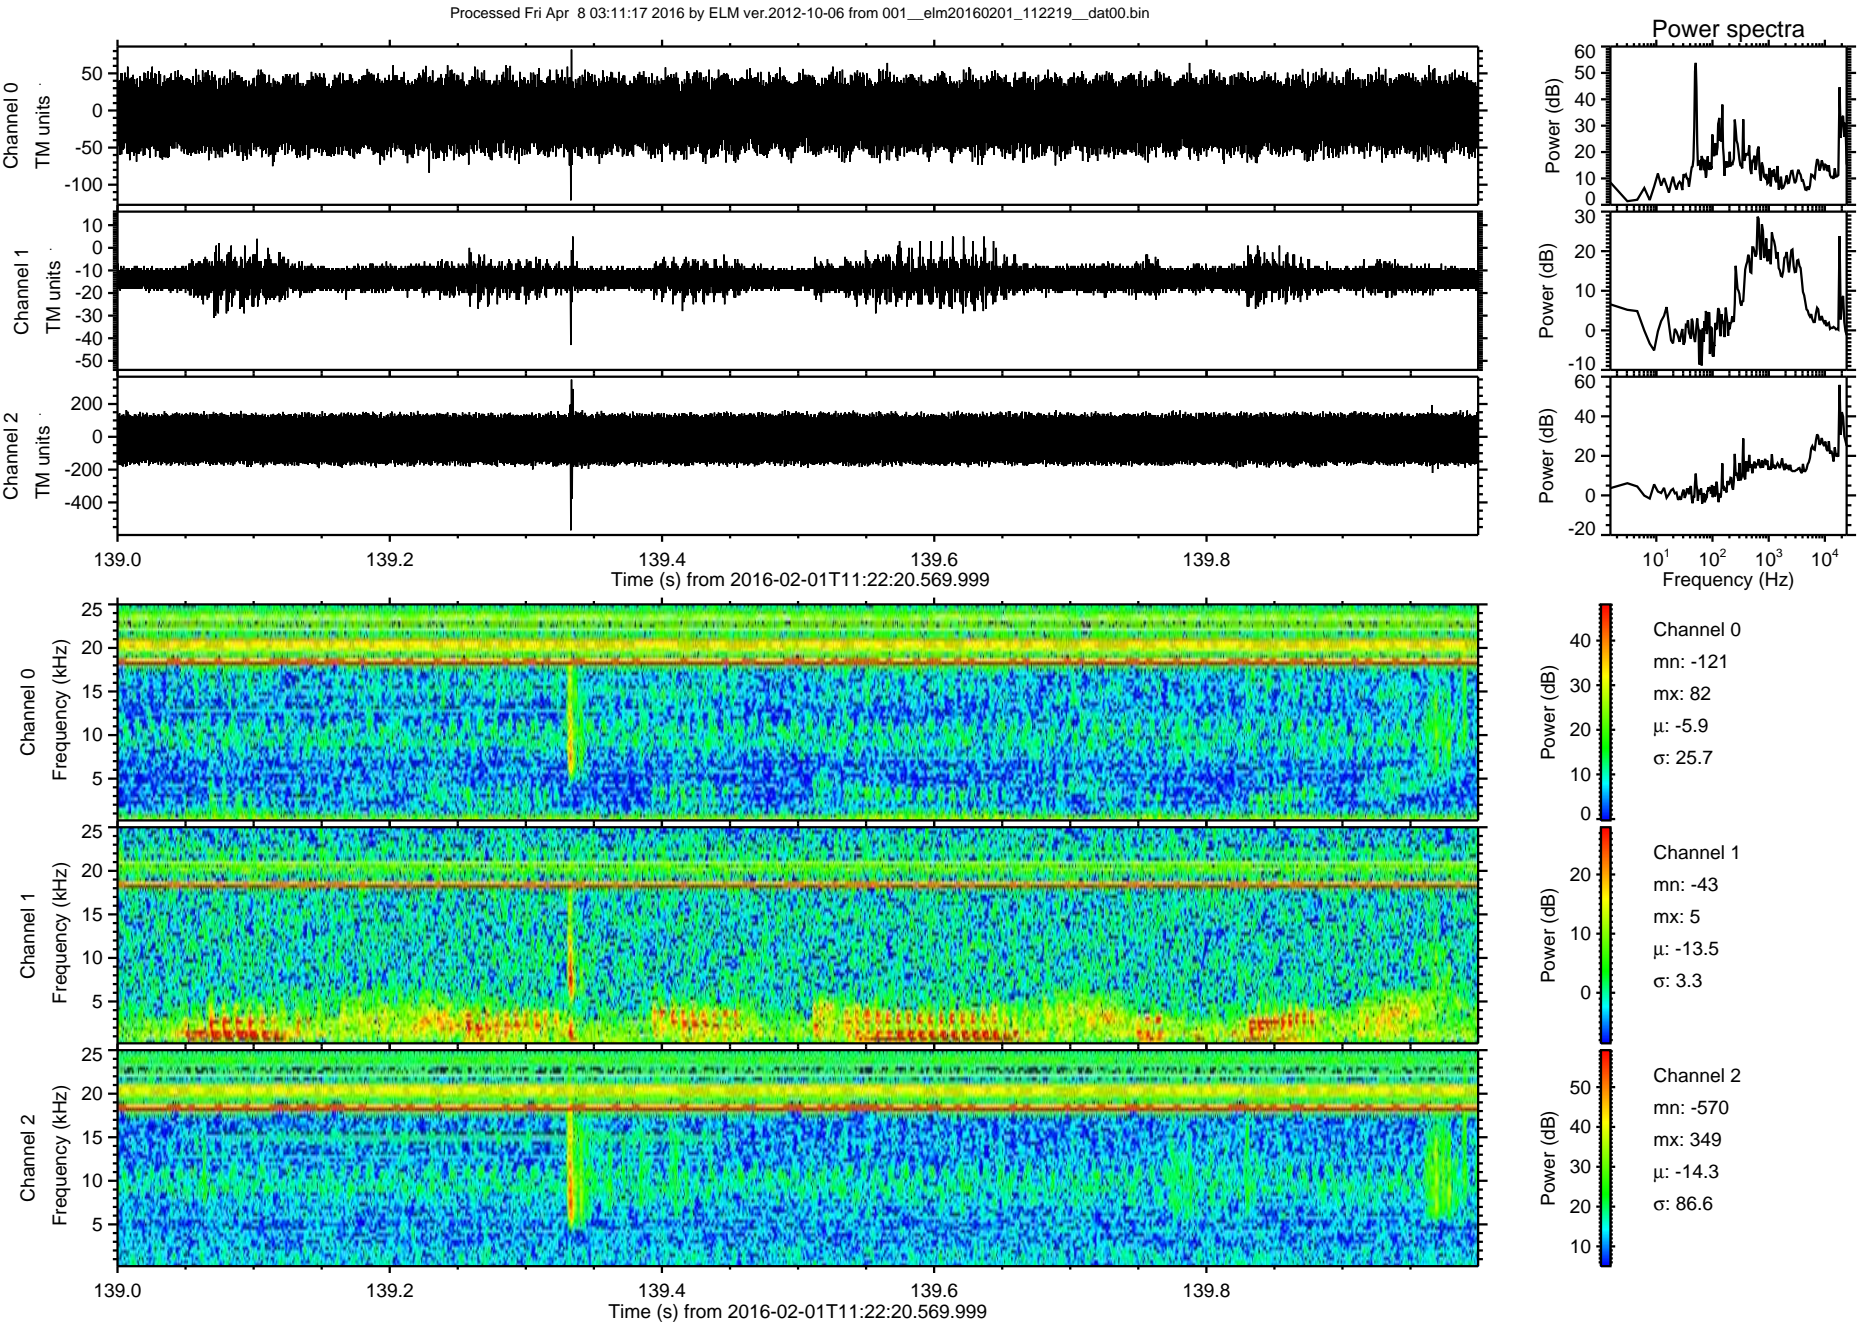 Processed Fri Apr  8 03:11:17 2016 by ELM ver.2012-10-06 from 001__elm20160201_112219__dat00.bin
Power spectra
Channel 0
TM units
50
0
-50
-100
Power (dB)
60
50
40
30
20
10
0
Channel 1
TM units
10
0
-10
-20
-30
-40
-50
Power (dB)
30
20
10
0
-10
Channel 2
TM units
200
0
-200
-400
Power (dB)
60
40
20
0
-20
139.0 139.2 139.4 139.6 139.8
Time (s) from 2016-02-01T11:22:20.569.999
10¹ 10² 10³ 10⁴
Frequency (Hz)
Channel 0
Frequency (kHz)
25
20
15
10
5
Power (dB)
40
30
20
10
0
Channel 0
mn: -121
mx: 82
µ: -5.9
σ: 25.7
Channel 1
Frequency (kHz)
25
20
15
10
5
Power (dB)
20
10
0
Channel 1
mn: -43
mx: 5
µ: -13.5
σ: 3.3
Channel 2
Frequency (kHz)
25
20
15
10
5
Power (dB)
50
40
30
20
10
Channel 2
mn: -570
mx: 349
µ: -14.3
σ: 86.6
139.0 139.2 139.4 139.6 139.8
Time (s) from 2016-02-01T11:22:20.569.999